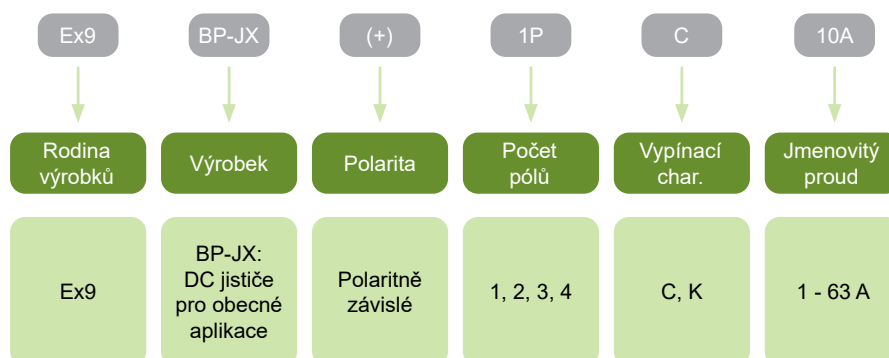 Ex9
BP-JX
(+)
1P
C
10A
Rodina
výrobků
Výrobek
Polarita
Počet
pólů
Vypínací
char.
Jmenovitý
proud
Ex9
BP-JX:
DC jističe
pro obecné
aplikace
Polaritně
závislé
1, 2, 3, 4
C, K
1 - 63 A